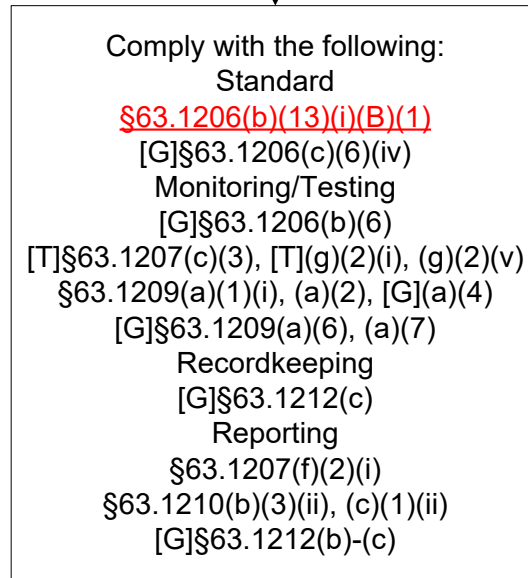 Comply with the following:
Standard
§63.1206(b)(13)(i)(B)(1)
[G]§63.1206(c)(6)(iv)
Monitoring/Testing
[G]§63.1206(b)(6)
[T]§63.1207(c)(3), [T](g)(2)(i), (g)(2)(v)
§63.1209(a)(1)(i), (a)(2), [G](a)(4)
[G]§63.1209(a)(6), (a)(7)
Recordkeeping
[G]§63.1212(c)
Reporting
§63.1207(f)(2)(i)
§63.1210(b)(3)(ii), (c)(1)(ii)
[G]§63.1212(b)-(c)